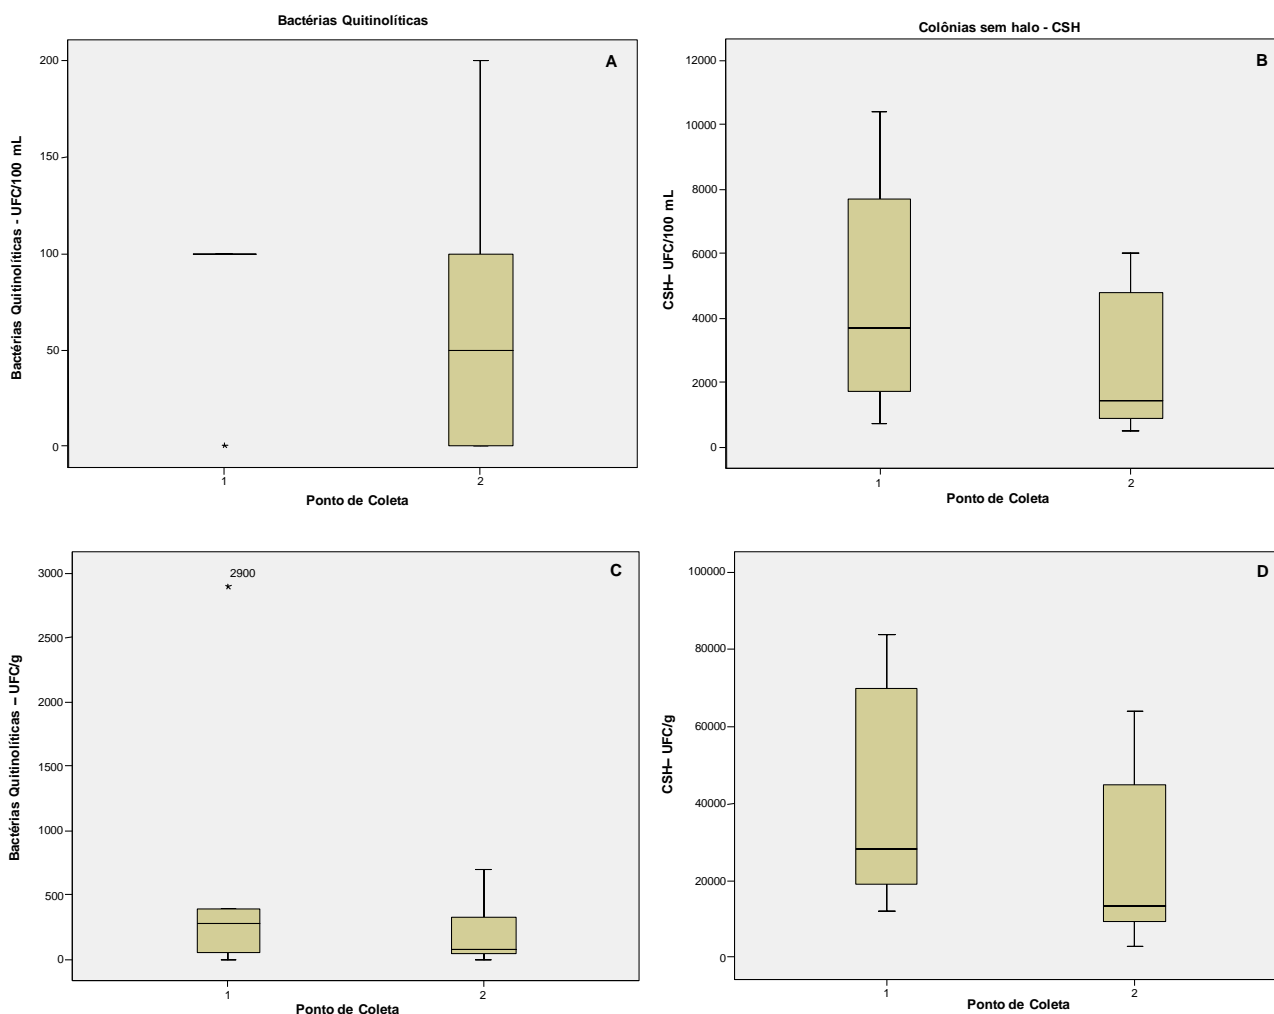 Bactérias Quitinolíticas
A
Bactérias Quitinolíticas - UFC/100 mL
200
150
100
50
0
*
1
2
Ponto de Coleta
Colônias sem halo - CSH
B
CSH– UFC/100 mL
12000
10000
8000
6000
4000
2000
0
1
2
Ponto de Coleta
C
Bactérias Quitinolíticas – UFC/g
3000
2500
2000
1500
1000
500
0
2900
*
1
2
Ponto de Coleta
D
CSH– UFC/g
100000
80000
60000
40000
20000
0
1
2
Ponto de Coleta